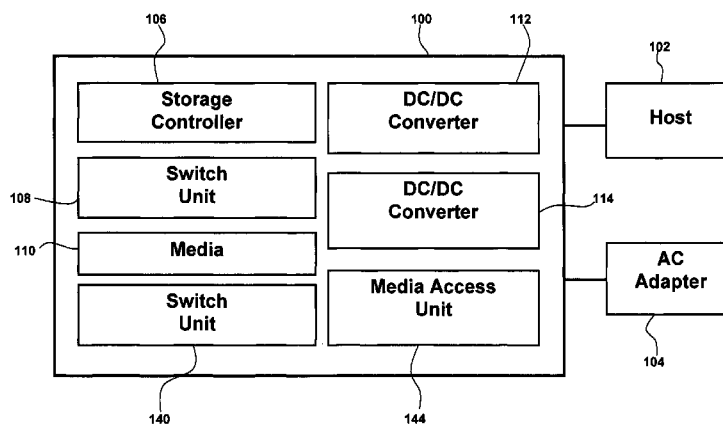 106
100
112
102
Storage
Controller
DC/DC
Converter
Host
108
Switch
Unit
DC/DC
Converter
114
110
Media
AC
Adapter
Switch
Unit
Media Access
Unit
104
140
144